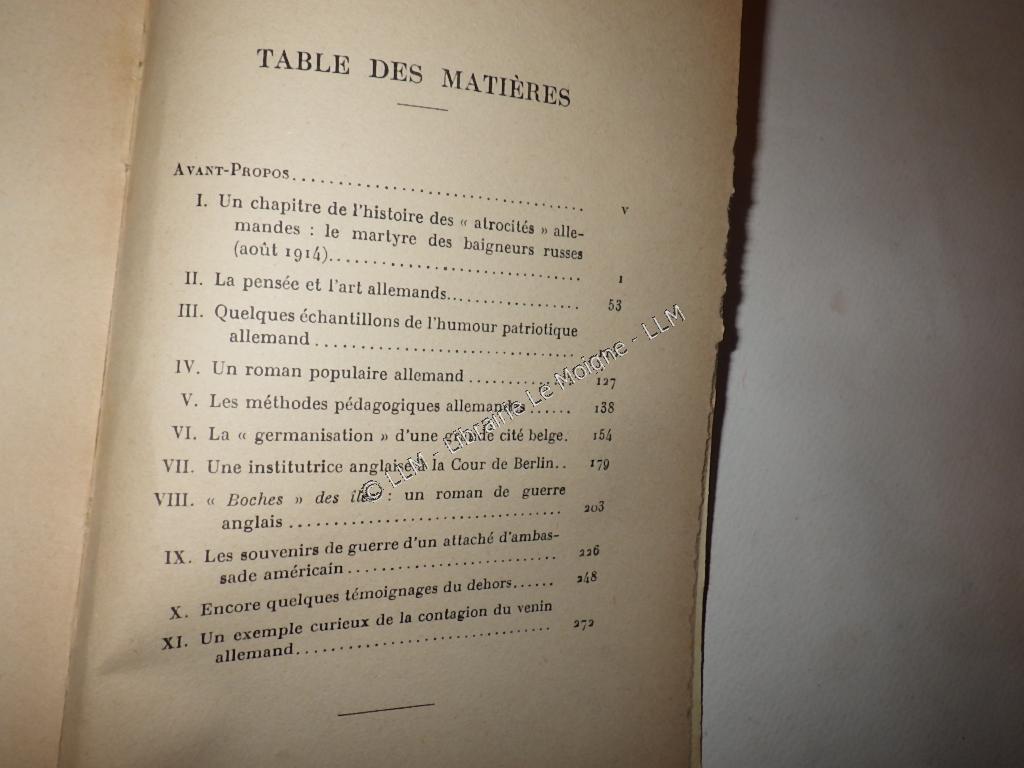 TABLE DES MATIÈRES
AVANT-PROPOS.................................. V
I. Un chapitre de l'histoire des « atrocités » alle-
mandes : le martyre des baigneurs russes
(août 1914)............................ 1
II. La pensée et l'art allemands............... 53
III. Quelques échantillons de l'humour patriotique
allemand ............................
IV. Un roman populaire allemand ............ 127
V. Les méthodes pédagogiques allemandes ...... 138
VI. La « germanisation » d'une grande cité belge. 154
VII. Une institutrice anglaise à la Cour de Berlin.. 179
VIII. « Boches » des îles : un roman de guerre
anglais .............................. 203
IX. Les souvenirs de guerre d'un attaché d'ambas-
sade américain....................... 226
X. Encore quelques témoignages du dehors...... 248
XI. Un exemple curieux de la contagion du venin
allemand............................ 272
© LLM - Librairie Le Moigne - LLM